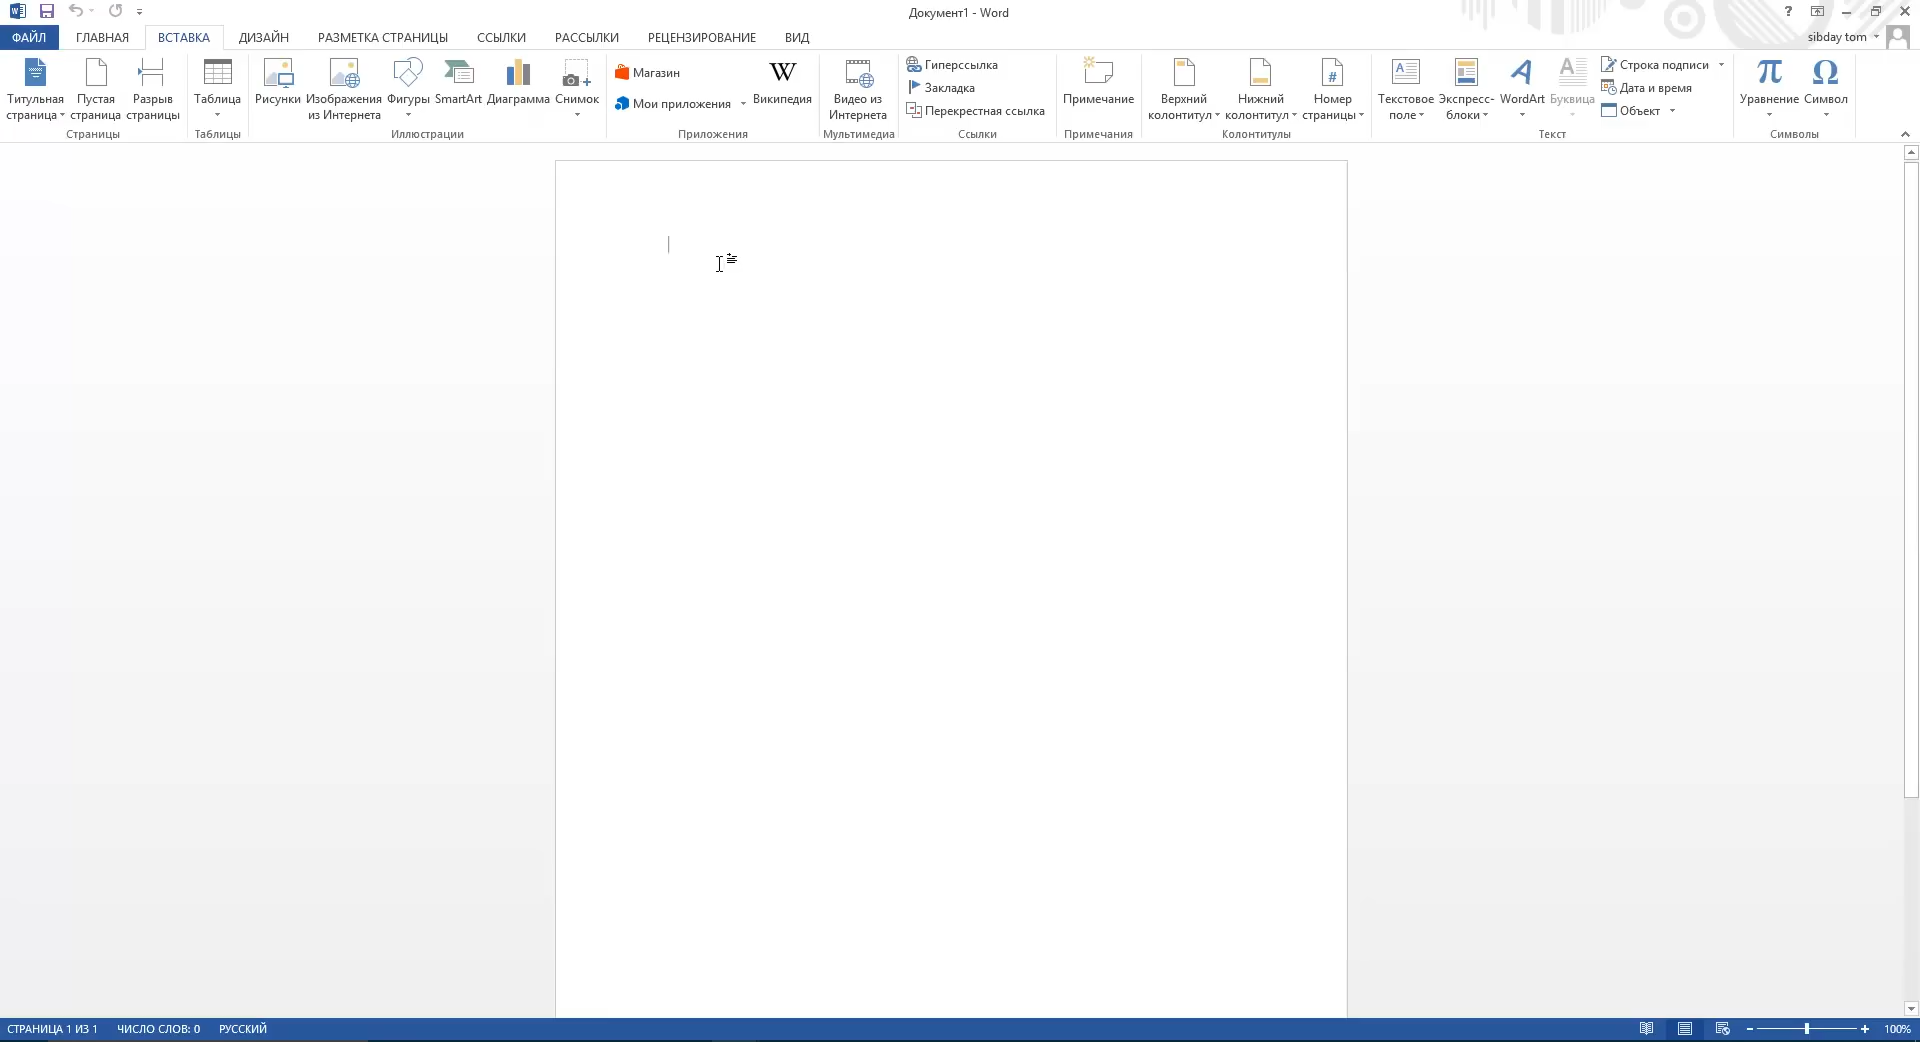 Документ1 - Word
ФАЙЛ ГЛАВНАЯ ВСТАВКА ДИЗАЙН РАЗМЕТКА СТРАНИЦЫ ССЫЛКИ РАССЫЛКИ РЕЦЕНЗИРОВАНИЕ ВИД sibday tom
Титульная страница
Пустая страница
Разрыв страницы
Страницы
Таблица
Таблицы
Рисунки
Изображения из Интернета
Фигуры
SmartArt
Диаграмма
Снимок
Иллюстрации
Магазин
Мои приложения
Википедия
Приложения
Видео из Интернета
Мультимедиа
Гиперссылка
Закладка
Перекрестная ссылка
Ссылки
Примечание
Примечания
Верхний колонтитул
Нижний колонтитул
Номер страницы
Колонтитулы
Текстовое поле
Экспресс-блоки
WordArt
Буквица
Строка подписи
Дата и время
Объект
Текст
Уравнение
Символ
Символы
СТРАНИЦА 1 ИЗ 1 ЧИСЛО СЛОВ: 0 РУССКИЙ 100%